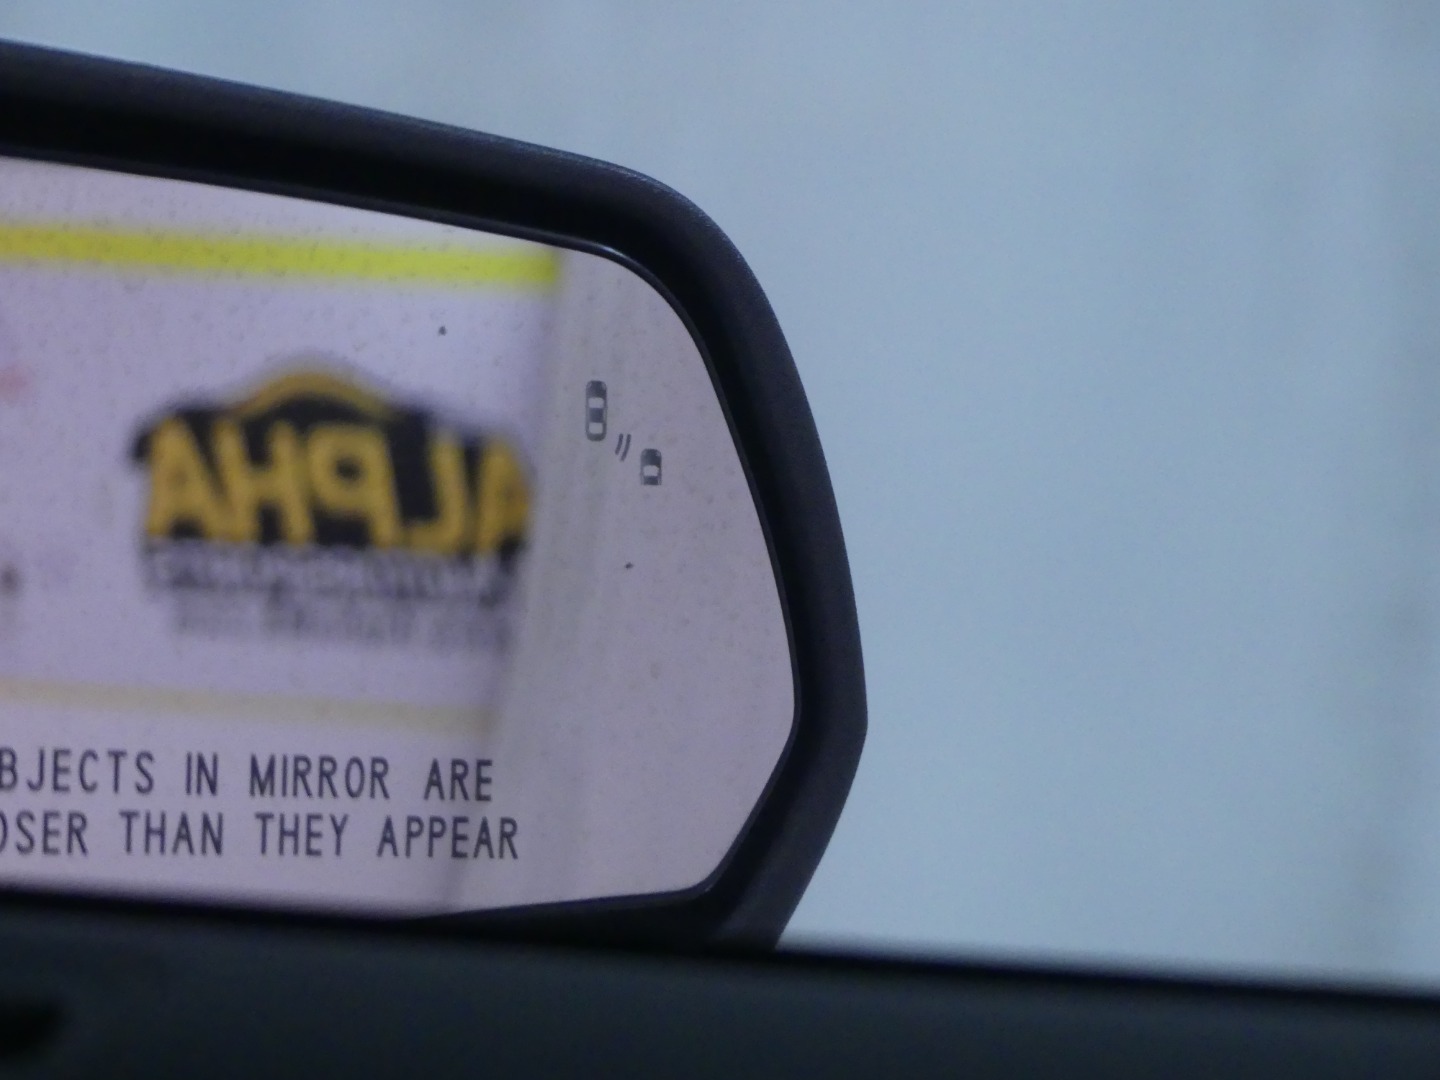 ALPHA
BJECTS IN MIRROR ARE
OSER THAN THEY APPEAR